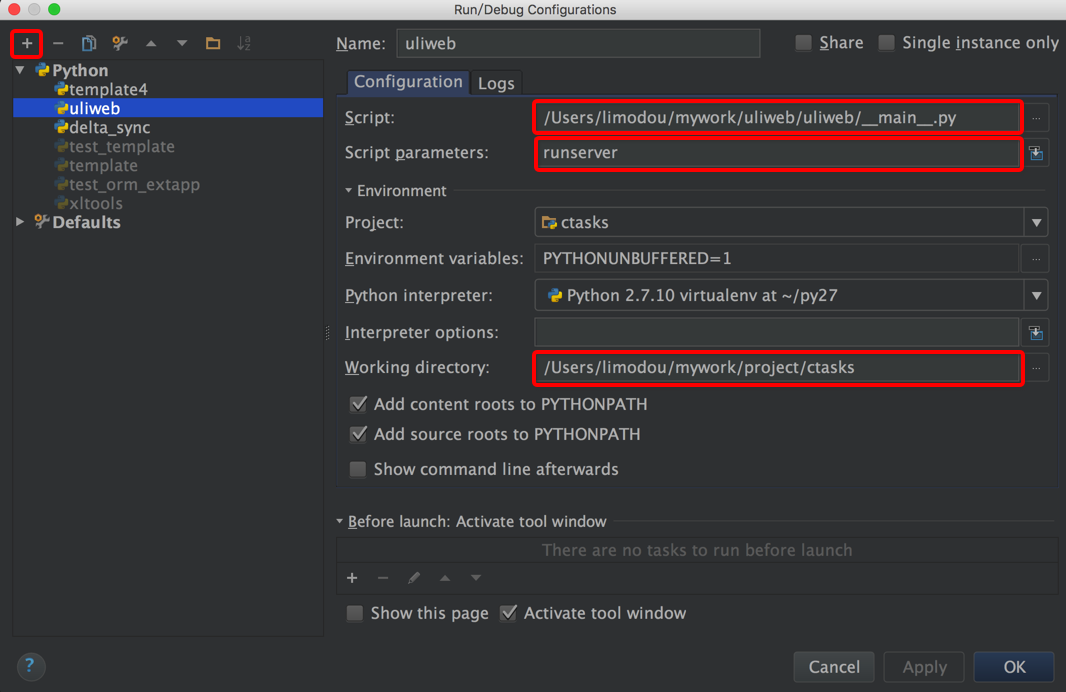 Run/Debug Configurations
Name: uliweb Share Single instance only
Python
template4
uliweb
delta_sync
test_template
template
test_orm_extapp
xltools
Defaults
Configuration Logs
Script: /Users/limodou/mywork/uliweb/uliweb/__main__.py ...
Script parameters: runserver
Environment
Project: ctasks
Environment variables: PYTHONUNBUFFERED=1 ...
Python interpreter: Python 2.7.10 virtualenv at ~/py27
Interpreter options:
Working directory: /Users/limodou/mywork/project/ctasks ...
Add content roots to PYTHONPATH
Add source roots to PYTHONPATH
Show command line afterwards
Before launch: Activate tool window
There are no tasks to run before launch
Show this page Activate tool window
? Cancel Apply OK